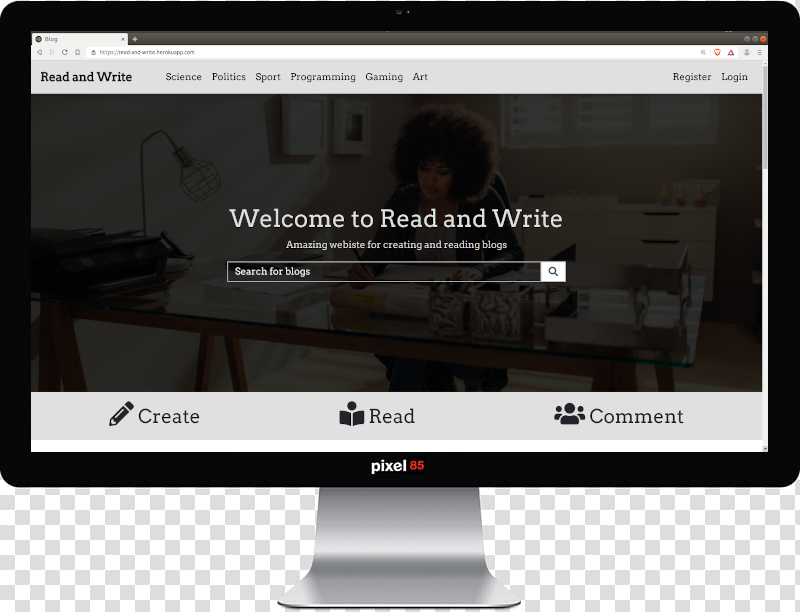 Blog
https://read-and-write.herokuapp.com
Read and Write Science Politics Sport Programming Gaming Art Register Login
Welcome to Read and Write
Amazing webiste for creating and reading blogs
Search for blogs
Create Read Comment
pixel 85